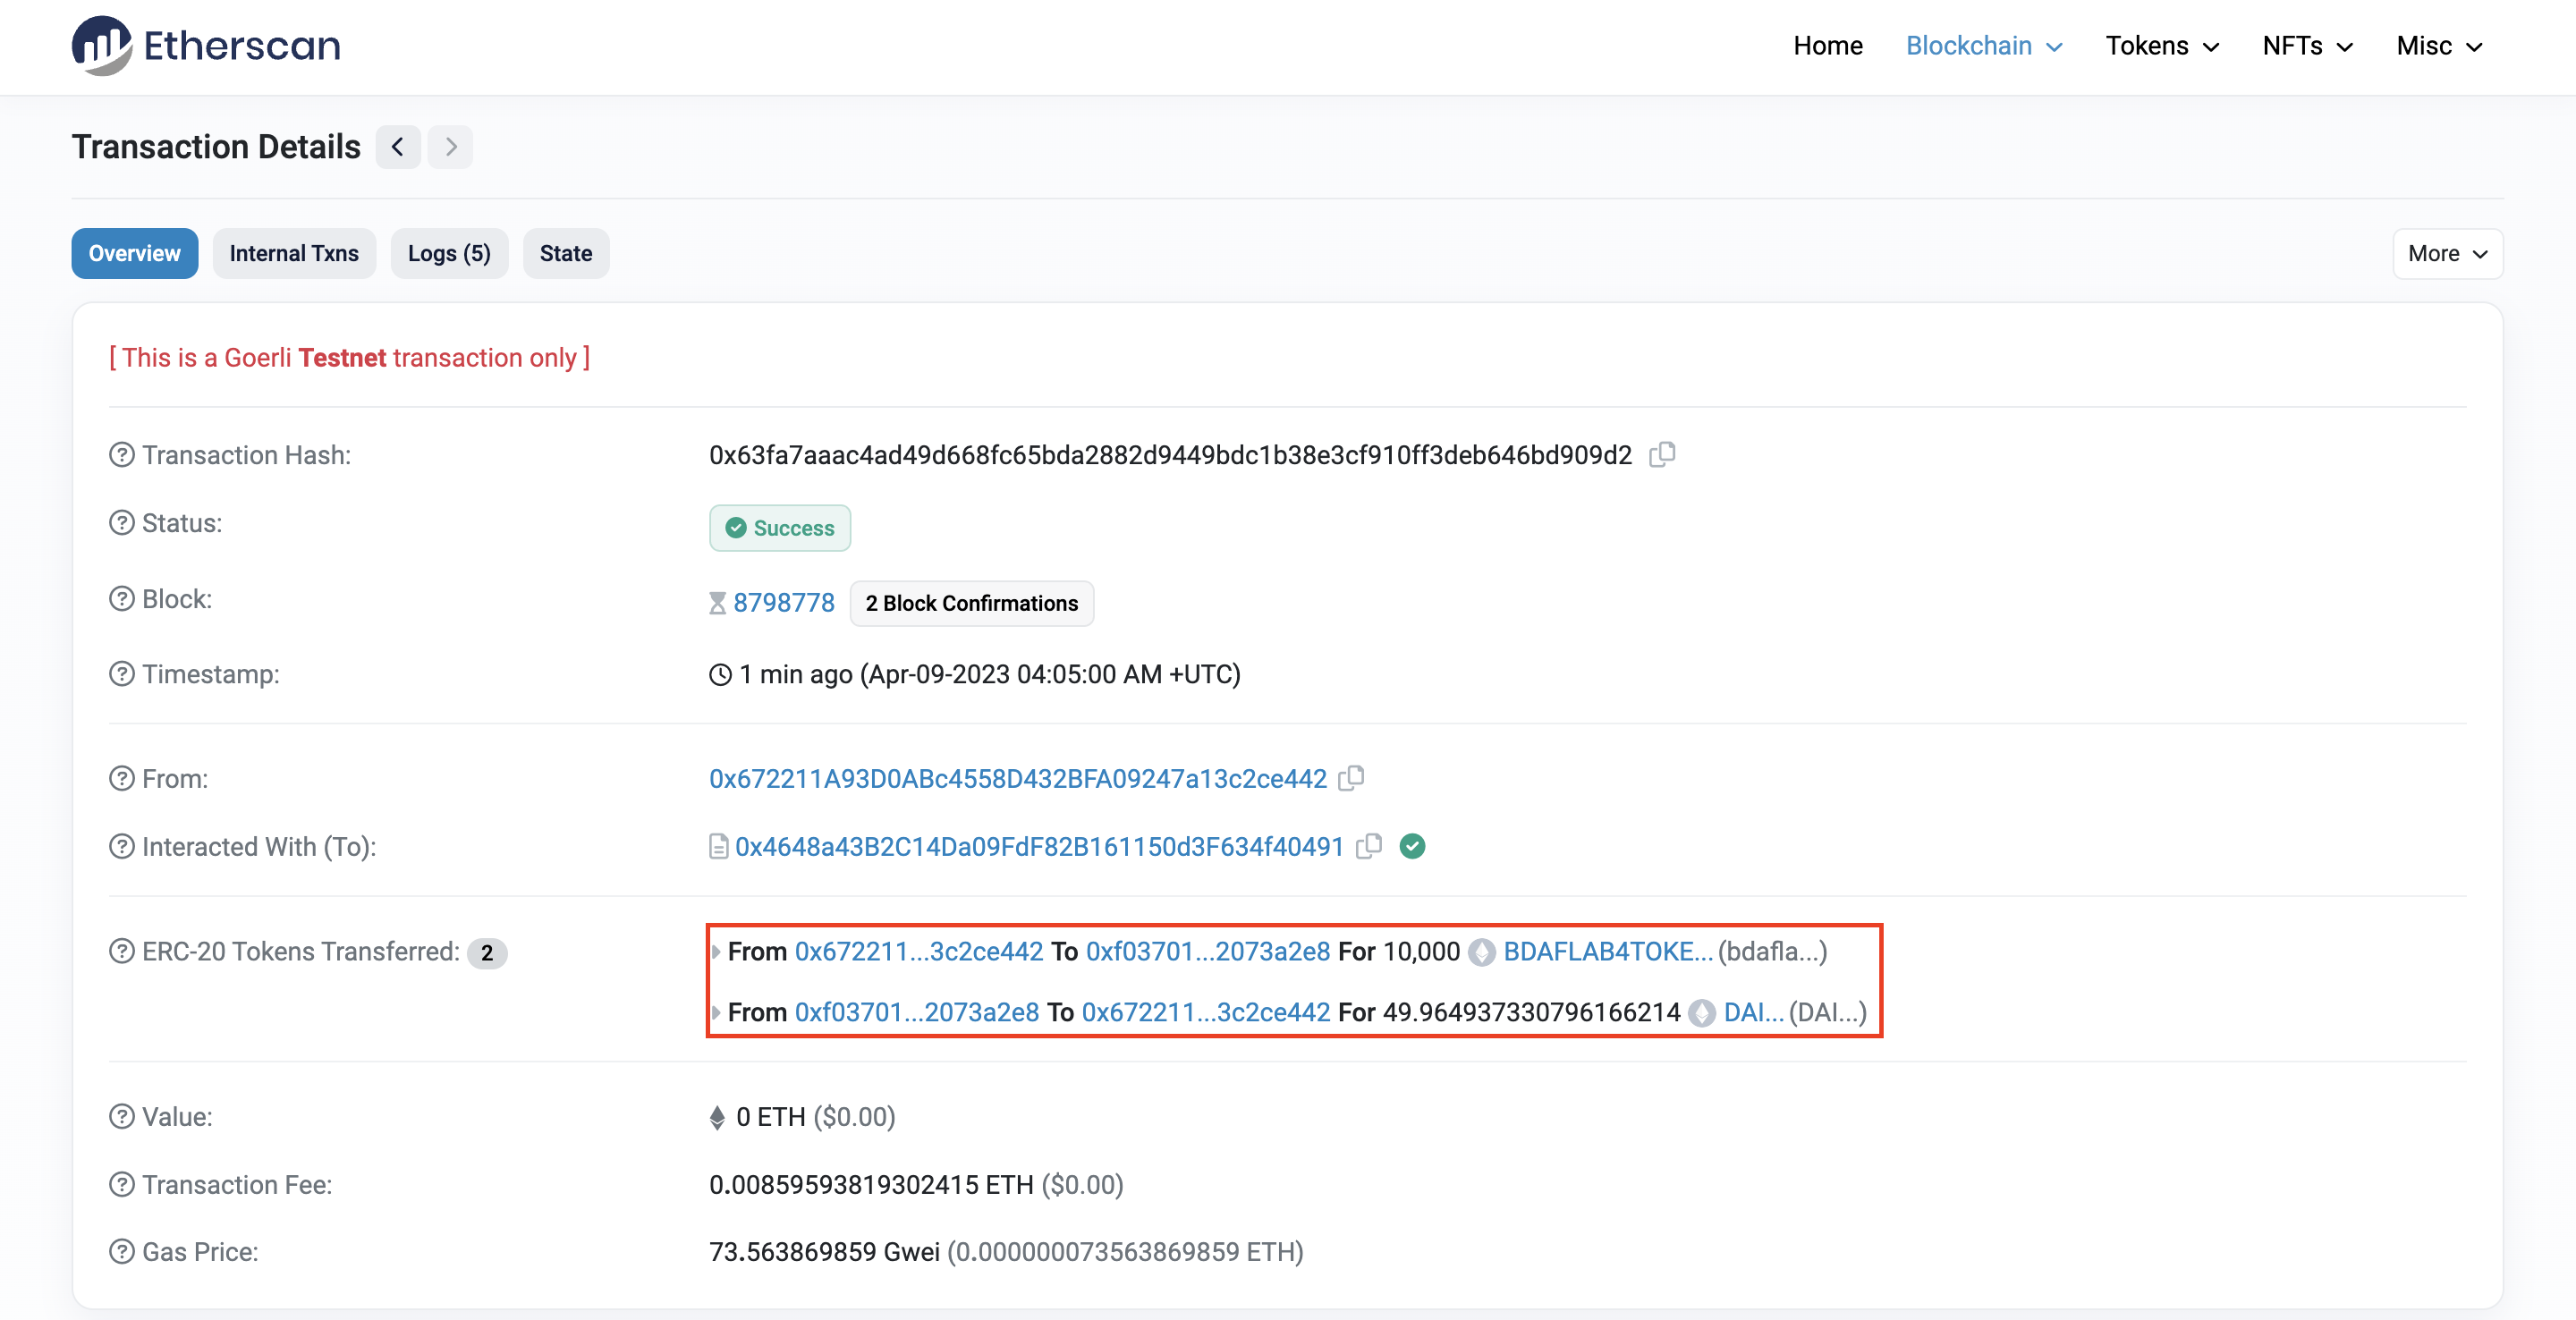 Etherscan
Home Blockchain Tokens NFTs Misc
Transaction Details
Overview Internal Txns Logs (5) State More
[ This is a Goerli Testnet transaction only ]
Transaction Hash: 0x63fa7aaac4ad49d668fc65bda2882d9449bdc1b38e3cf910ff3deb646bd909d2
Status: Success
Block: 8798778 2 Block Confirmations
Timestamp: 1 min ago (Apr-09-2023 04:05:00 AM +UTC)
From: 0x672211A93D0ABc4558D432BFA09247a13c2ce442
Interacted With (To): 0x4648a43B2C14Da09FdF82B161150d3F634f40491
ERC-20 Tokens Transferred: 2 From 0x672211...3c2ce442 To 0xf03701...2073a2e8 For 10,000 BDAFLAB4TOKE... (bdafla...)
From 0xf03701...2073a2e8 To 0x672211...3c2ce442 For 49.964937330796166214 DAI... (DAI...)
Value: 0 ETH ($0.00)
Transaction Fee: 0.00859593819302415 ETH ($0.00)
Gas Price: 73.563869859 Gwei (0.000000073563869859 ETH)